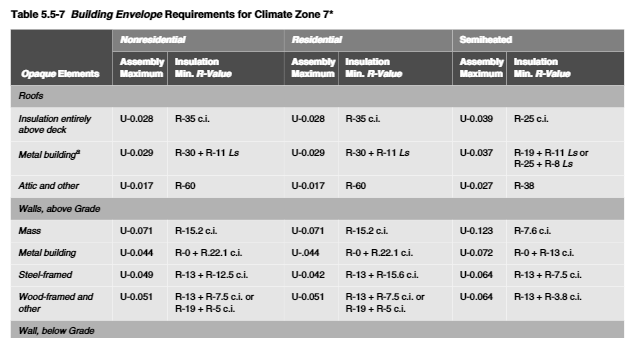 Table 5.5-7 Building Envelope Requirements for Climate Zone 7*
Nonresidential Residential Semiheated
Opaque Elements Assembly Maximum Insulation Min. R-Value Assembly Maximum Insulation Min. R-Value Assembly Maximum Insulation Min. R-Value
Roofs
Insulation entirely above deck U-0.028 R-35 c.i. U-0.028 R-35 c.i. U-0.039 R-25 c.i.
Metal building^a U-0.029 R-30 + R-11 Ls U-0.029 R-30 + R-11 Ls U-0.037 R-19 + R-11 Ls or R-25 + R-8 Ls
Attic and other U-0.017 R-60 U-0.017 R-60 U-0.027 R-38
Walls, above Grade
Mass U-0.071 R-15.2 c.i. U-0.071 R-15.2 c.i. U-0.123 R-7.6 c.i.
Metal building U-0.044 R-0 + R.22.1 c.i. U-.044 R-0 + R.22.1 c.i. U-0.072 R-0 + R-13 c.i.
Steel-framed U-0.049 R-13 + R-12.5 c.i. U-0.042 R-13 + R-15.6 c.i. U-0.064 R-13 + R-7.5 c.i.
Wood-framed and other U-0.051 R-13 + R-7.5 c.i. or R-19 + R-5 c.i. U-0.051 R-13 + R-7.5 c.i. or R-19 + R-5 c.i. U-0.064 R-13 + R-3.8 c.i.
Wall, below Grade